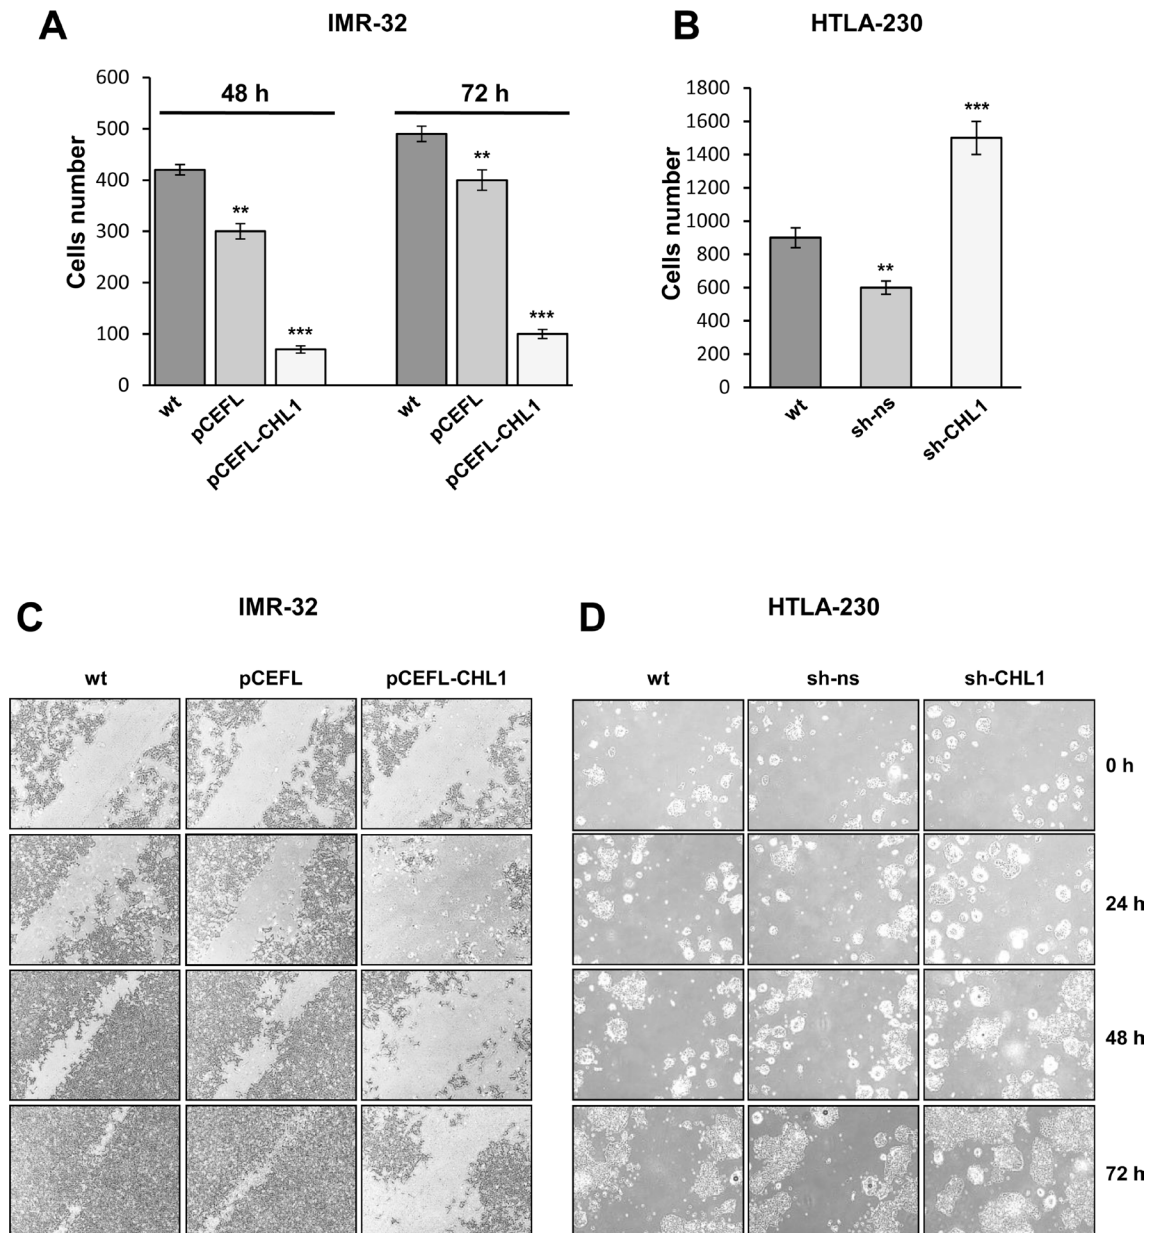 A
IMR-32
600
500
400
300
200
100
0
Cells number
48 h
72 h
**
***
**
***
wt
pCEFL
pCEFL-CHL1
wt
pCEFL
pCEFL-CHL1
B
HTLA-230
1800
1600
1400
1200
1000
800
600
400
200
0
Cells number
**
***
wt
sh-ns
sh-CHL1
C
IMR-32
wt
pCEFL
pCEFL-CHL1
D
HTLA-230
wt
sh-ns
sh-CHL1
0 h
24 h
48 h
72 h